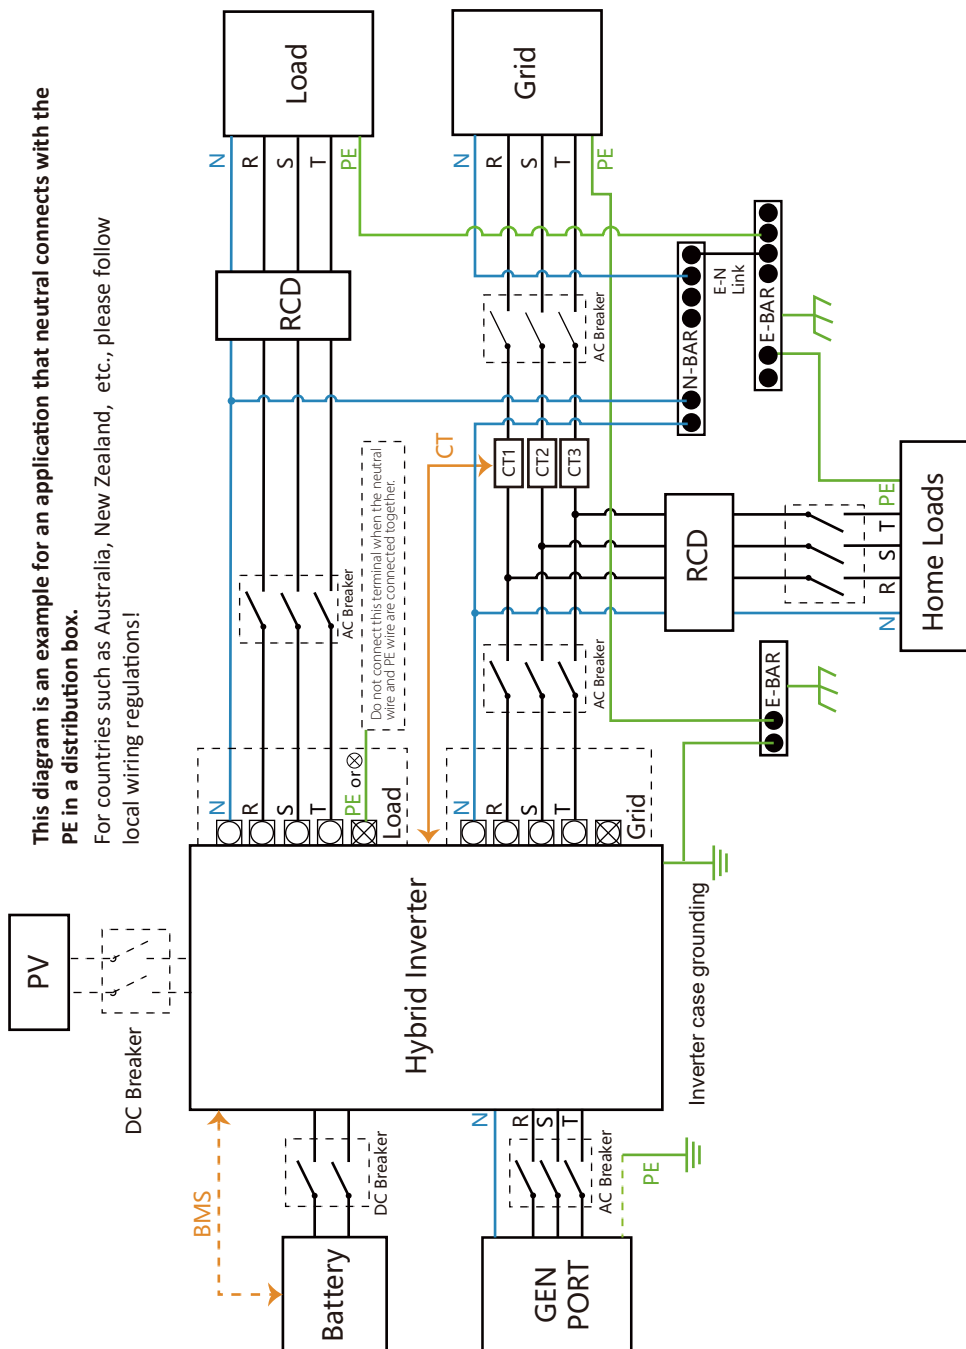 This diagram is an example for an application that neutral connects with the
PE in a distribution box.
For countries such as Australia, New Zealand, etc., please follow
local wiring regulations!
PV
DC Breaker
BMS
Battery
DC Breaker
GEN
PORT
N
R
S
T
AC Breaker
PE
Hybrid Inverter
Inverter case grounding
N
R
S
T
PE or
Load
Do not connect this terminal when the neutral
wire and PE wire are connected together.
AC Breaker
RCD
N
R
S
T
PE
Load
CT
N
R
S
T
Grid
AC Breaker
CT1
CT2
CT3
AC Breaker
N
R
S
T
PE
Grid
N-BAR
E-N
Link
E-BAR
E-BAR
RCD
N
R
S
T
PE
Home Loads